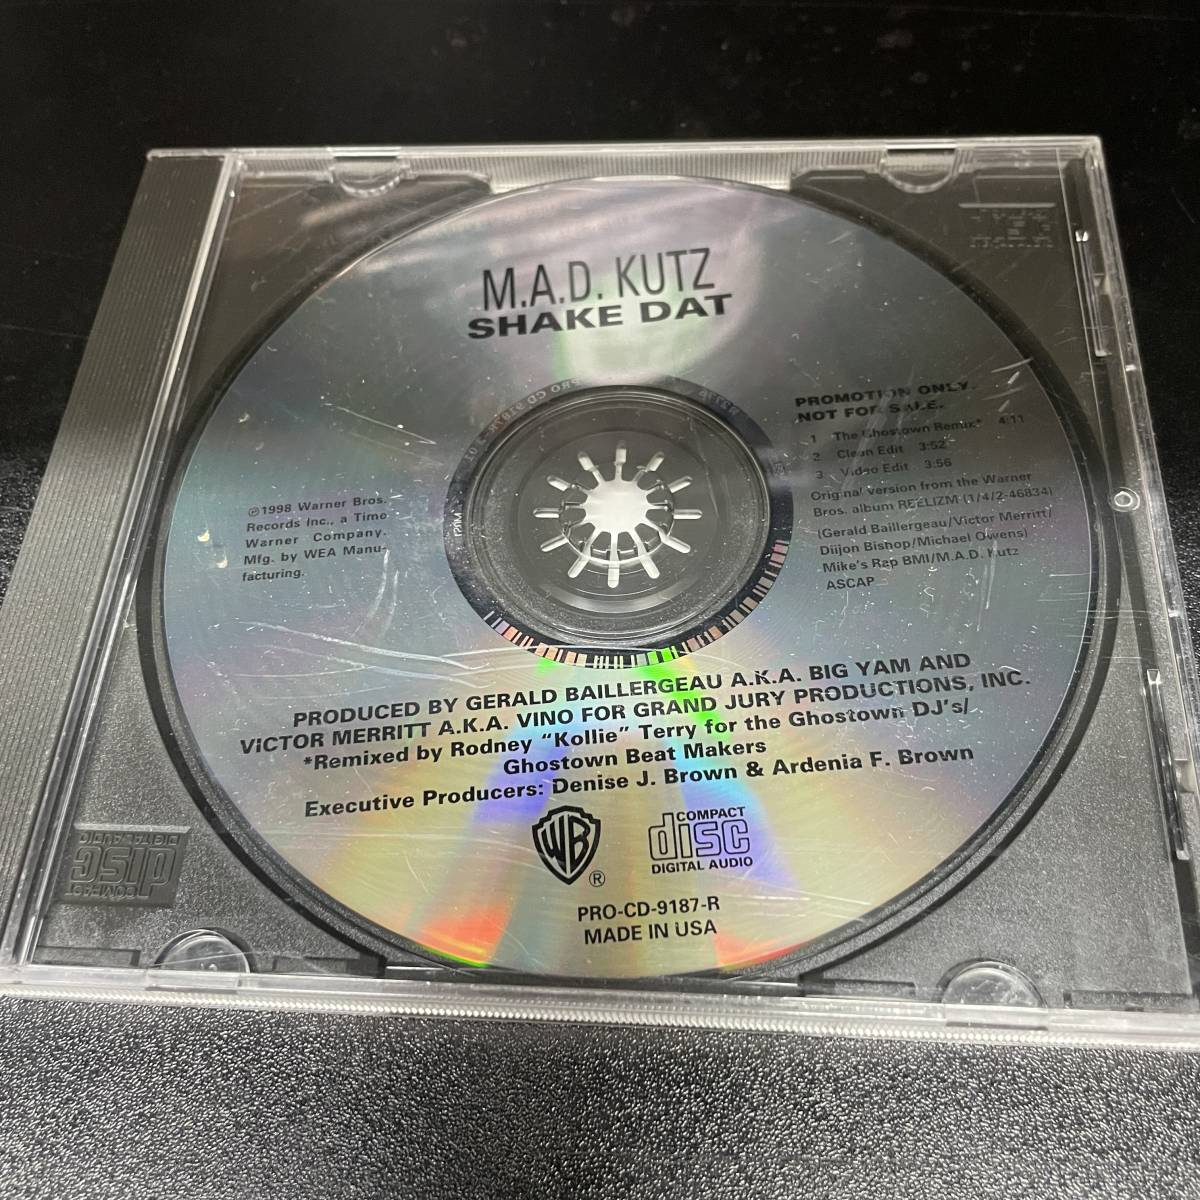 M.A.D. KUTZ
SHAKE DAT
PROMOTION ONLY.
NOT FOR SALE.
1 The Ghostown Remix* 4:11
2. Clean Edit 3:52
3. Video Edit 3:56
Original version from the Warner
Bros. album REELIZM (1/4/2-46834)
(Gerald Baillergeau/Victor Merritt/
Diijon Bishop/Michael Owens)
Mike's Rap BMI/M.A.D. Kutz
ASCAP
℗1998 Warner Bros.
Records Inc., a Time
Warner Company.
Mfg. by WEA Manu-
facturing.
PRODUCED BY GERALD BAILLERGEAU A.K.A. BIG YAM AND
VICTOR MERRITT A.K.A. VINO FOR GRAND JURY PRODUCTIONS, INC.
*Remixed by Rodney "Kollie" Terry for the Ghostown DJ's/
Ghostown Beat Makers
Executive Producers: Denise J. Brown & Ardenia F. Brown
WB ®
COMPACT
disc
DIGITAL AUDIO
PRO-CD-9187-R
MADE IN USA
COMPACT
disc
DIGITAL AUDIO